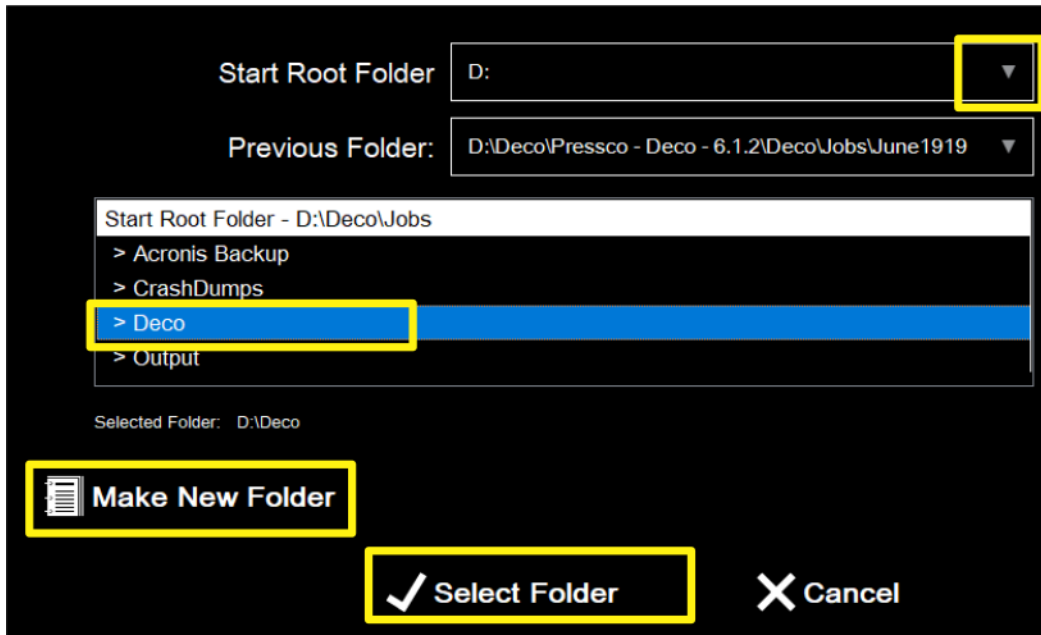 Start Root Folder D:
Previous Folder: D:\Deco\Pressco - Deco - 6.1.2\Deco\Jobs\June1919
Start Root Folder - D:\Deco\Jobs
> Acronis Backup
> CrashDumps
> Deco
> Output
Selected Folder: D:\Deco
Make New Folder
Select Folder Cancel